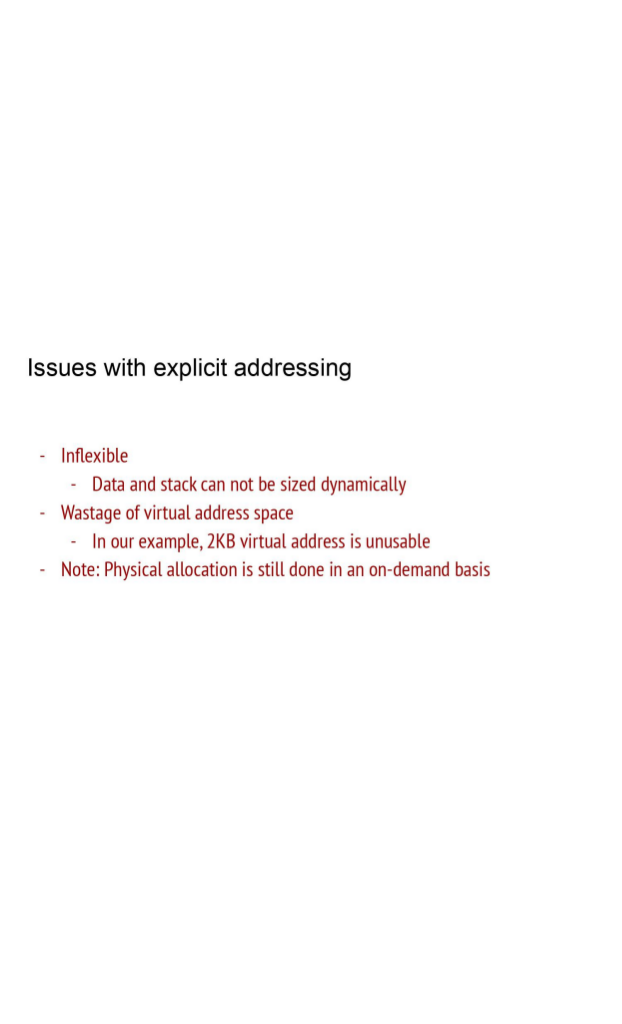 Issues with explicit addressing
- Inflexible
- Data and stack can not be sized dynamically
- Wastage of virtual address space
- In our example, 2KB virtual address is unusable
- Note: Physical allocation is still done in an on-demand basis